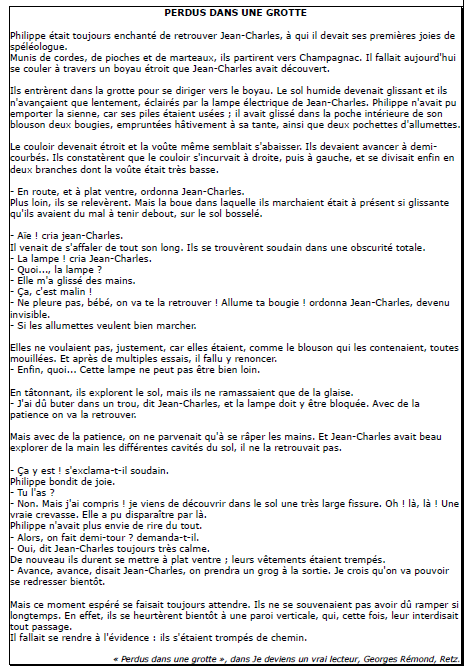 PERDUS DANS UNE GROTTE
Philippe était toujours enchanté de retrouver Jean-Charles, à qui il devait ses premières joies de
spéléologue.
Munis de cordes, de pioches et de marteaux, ils partirent vers Champagnac. Il fallait aujourd'hui
se couler à travers un boyau étroit que Jean-Charles avait découvert.
Ils entrèrent dans la grotte pour se diriger vers le boyau. Le sol humide devenait glissant et ils
n'avançaient que lentement, éclairés par la lampe électrique de Jean-Charles. Philippe n'avait pu
emporter la sienne, car ses piles étaient usées ; il avait glissé dans la poche intérieure de son
blouson deux bougies, empruntées hâtivement à sa tante, ainsi que deux pochettes d'allumettes.
Le couloir devenait étroit et la voûte même semblait s'abaisser. Ils devaient avancer à demi-
courbés. Ils constatèrent que le couloir s'incurvait à droite, puis à gauche, et se divisait enfin en
deux branches dont la voûte était très basse.
- En route, et à plat ventre, ordonna Jean-Charles.
Plus loin, ils se relevèrent. Mais la boue dans laquelle ils marchaient était à présent si glissante
qu'ils avaient du mal à tenir debout, sur le sol bosselé.
- Aïe ! cria jean-Charles.
Il venait de s'affaler de tout son long. Ils se trouvèrent soudain dans une obscurité totale.
- La lampe ! cria Jean-Charles.
- Quoi..., la lampe ?
- Elle m'a glissé des mains.
- Ça, c'est malin !
- Ne pleure pas, bébé, on va te la retrouver ! Allume ta bougie ! ordonna Jean-Charles, devenu
invisible.
- Si les allumettes veulent bien marcher.
Elles ne voulaient pas, justement, car elles étaient, comme le blouson qui les contenaient, toutes
mouillées. Et après de multiples essais, il fallu y renoncer.
- Enfin, quoi... Cette lampe ne peut pas être bien loin.
En tâtonnant, ils explorent le sol, mais ils ne ramassaient que de la glaise.
- J'ai dû buter dans un trou, dit Jean-Charles, et la lampe doit y être bloquée. Avec de la
patience on va la retrouver.
Mais avec de la patience, on ne parvenait qu'à se râper les mains. Et Jean-Charles avait beau
explorer de la main les différentes cavités du sol, il ne la retrouvait pas.
- Ça y est ! s'exclama-t-il soudain.
Philippe bondit de joie.
- Tu l'as ?
- Non. Mais j'ai compris ! je viens de découvrir dans le sol une très large fissure. Oh ! là, là ! Une
vraie crevasse. Elle a pu disparaître par là.
Philippe n'avait plus envie de rire du tout.
- Alors, on fait demi-tour ? demanda-t-il.
- Oui, dit Jean-Charles toujours très calme.
De nouveau ils durent se mettre à plat ventre ; leurs vêtements étaient trempés.
- Avance, avance, disait Jean-Charles, on prendra un grog à la sortie. Je crois qu'on va pouvoir
se redresser bientôt.
Mais ce moment espéré se faisait toujours attendre. Ils ne se souvenaient pas avoir dû ramper si
longtemps. En effet, ils se heurtèrent bientôt à une paroi verticale, qui, cette fois, leur interdisait
tout passage.
Il fallait se rendre à l'évidence : ils s'étaient trompés de chemin.
« Perdus dans une grotte », dans Je deviens un vrai lecteur, Georges Rémond, Retz.